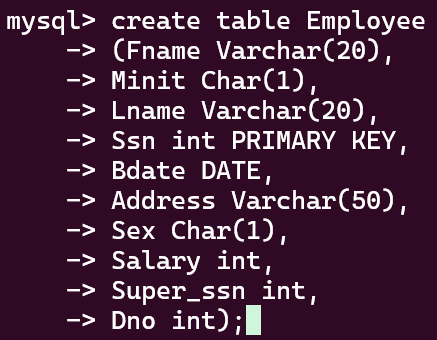 mysql> create table Employee
-> (Fname Varchar(20),
-> Minit Char(1),
-> Lname Varchar(20),
-> Ssn int PRIMARY KEY,
-> Bdate DATE,
-> Address Varchar(50),
-> Sex Char(1),
-> Salary int,
-> Super_ssn int,
-> Dno int);